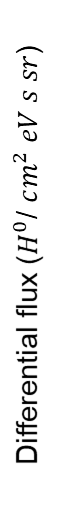 Differential flux (H⁰/ cm² eV s sr)